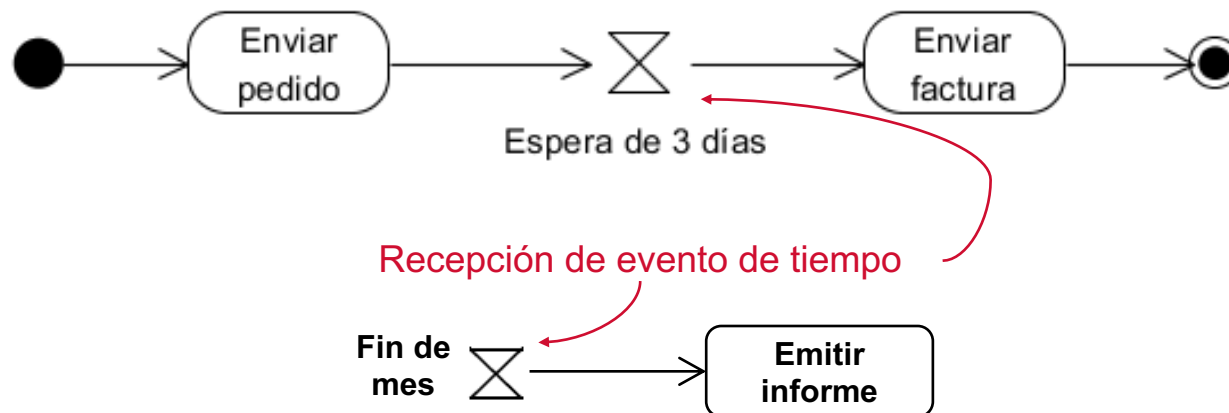 Enviar
pedido
Enviar
factura
Espera de 3 días
Recepción de evento de tiempo
Fin de
mes
Emitir
informe